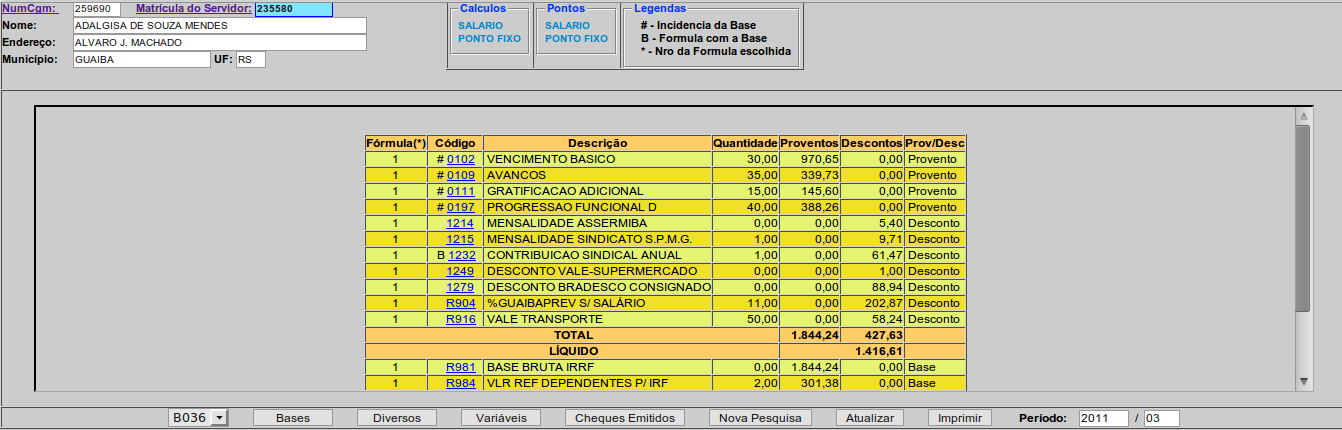 NumCgm: 259690 Matrícula do Servidor: 235580
Nome: ADALGISA DE SOUZA MENDES
Endereço: ALVARO J. MACHADO
Município: GUAIBA UF: RS
Calculos
SALARIO
PONTO FIXO
Pontos
SALARIO
PONTO FIXO
Legendas
# - Incidencia da Base
B - Formula com a Base
* - Nro da Formula escolhida
Fórmula(*) Código Descrição Quantidade Proventos Descontos Prov/Desc
1 # 0102 VENCIMENTO BASICO 30,00 970,65 0,00 Provento
1 # 0109 AVANCOS 35,00 339,73 0,00 Provento
1 # 0111 GRATIFICACAO ADICIONAL 15,00 145,60 0,00 Provento
1 # 0197 PROGRESSAO FUNCIONAL D 40,00 388,26 0,00 Provento
1 1214 MENSALIDADE ASSERMIBA 0,00 0,00 5,40 Desconto
1 1215 MENSALIDADE SINDICATO S.P.M.G. 1,00 0,00 9,71 Desconto
1 B 1232 CONTRIBUICAO SINDICAL ANUAL 1,00 0,00 61,47 Desconto
1 1249 DESCONTO VALE-SUPERMERCADO 0,00 0,00 1,00 Desconto
1 1279 DESCONTO BRADESCO CONSIGNADO 0,00 0,00 88,94 Desconto
1 R904 %GUAIBAPREV S/ SALÁRIO 11,00 0,00 202,87 Desconto
1 R916 VALE TRANSPORTE 50,00 0,00 58,24 Desconto
TOTAL 1.844,24 427,63
LÍQUIDO 1.416,61
1 R981 BASE BRUTA IRRF 0,00 1.844,24 0,00 Base
1 R984 VLR REF DEPENDENTES P/ IRF 2,00 301,38 0,00 Base
B036 Bases Diversos Variáveis Cheques Emitidos Nova Pesquisa Atualizar Imprimir Período: 2011 / 03